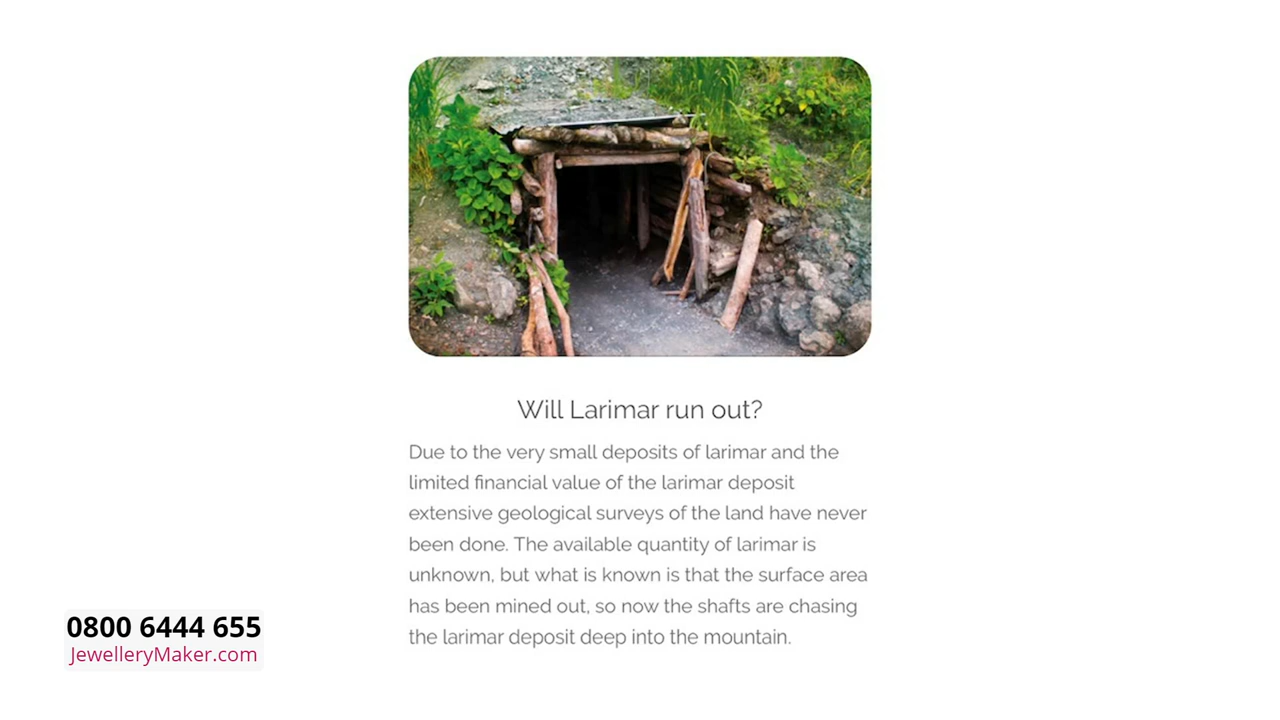 Will Larimar run out?
Due to the very small deposits of larimar and the
limited financial value of the larimar deposit
extensive geological surveys of the land have never
been done. The available quantity of larimar is
unknown, but what is known is that the surface area
has been mined out, so now the shafts are chasing
the larimar deposit deep into the mountain.
0800 6444 655
JewelleryMaker.com